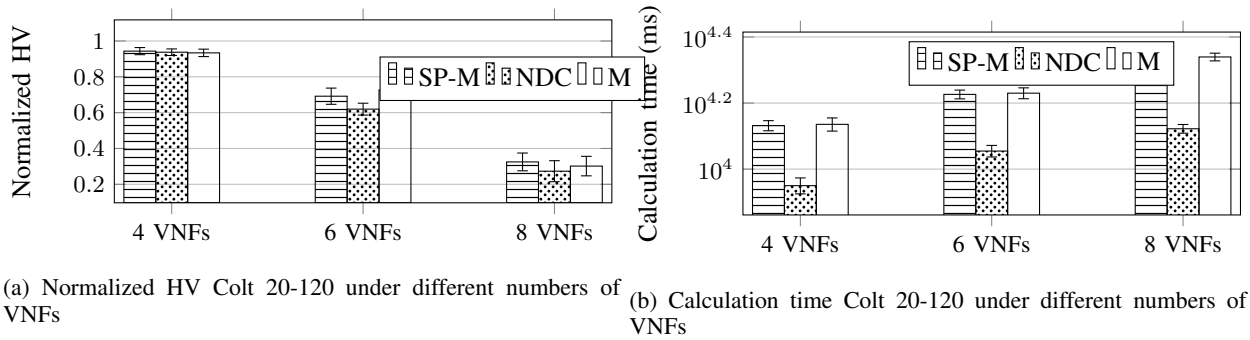 Normalized HV
1
0.8
0.6
0.4
0.2
SP-M NDC M
4 VNFs 6 VNFs 8 VNFs
(a) Normalized HV Colt 20-120 under different numbers of
VNFs
Calculation time (ms)
10^4.4
10^4.2
10^4
SP-M NDC M
4 VNFs 6 VNFs 8 VNFs
(b) Calculation time Colt 20-120 under different numbers of
VNFs